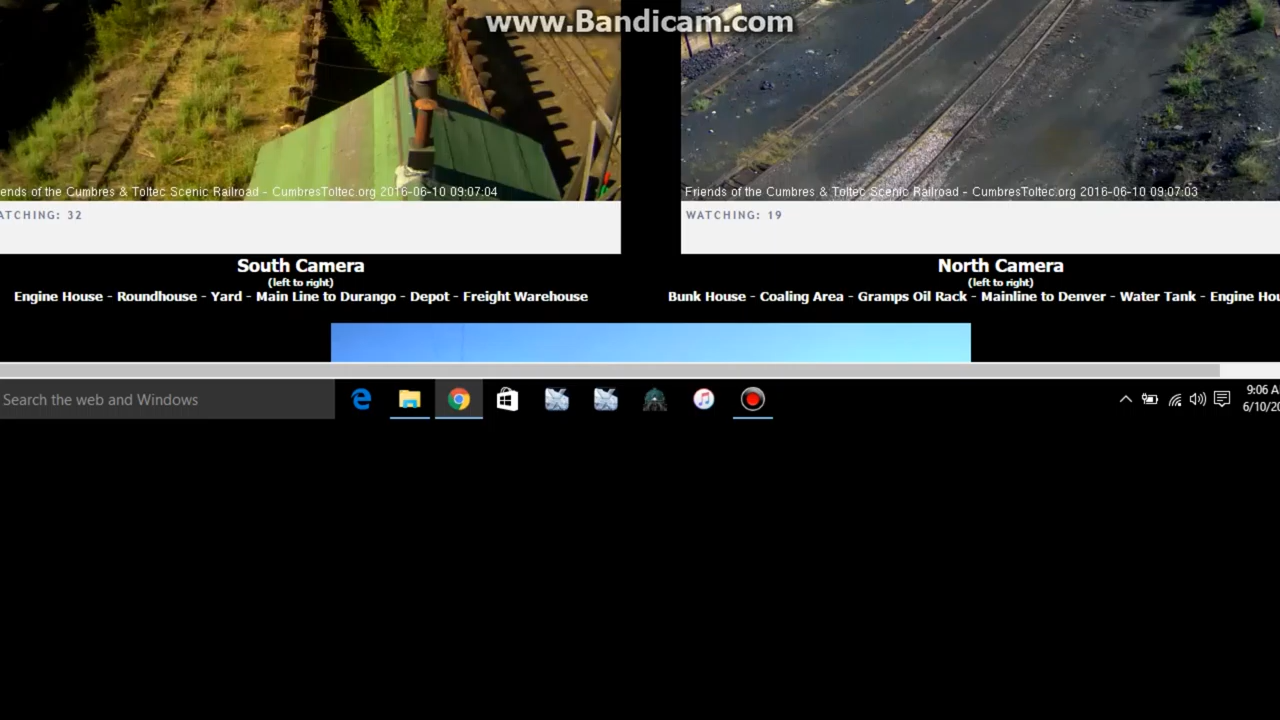 www.Bandicam.com
ends of the Cumbres & Toltec Scenic Railroad - CumbresToltec.org 2016-06-10 09:07:04
Friends of the Cumbres & Toltec Scenic Railroad - CumbresToltec.org 2016-06-10 09:07:03
ATCHING: 32
WATCHING: 19
South Camera
(left to right)
Engine House - Roundhouse - Yard - Main Line to Durango - Depot - Freight Warehouse
North Camera
(left to right)
Bunk House - Coaling Area - Gramps Oil Rack - Mainline to Denver - Water Tank - Engine Hou
Search the web and Windows
9:06 A
6/10/20